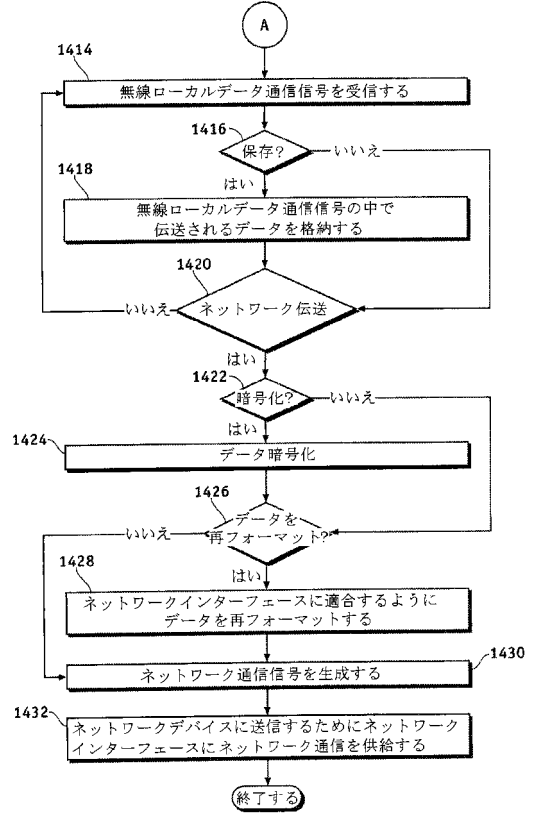 A
1414
無線ローカルデータ通信信号を受信する
1416
保存?
いいえ
はい
1418
無線ローカルデータ通信信号の中で
伝送されるデータを格納する
1420
ネットワーク伝送
いいえ
はい
1422
暗号化?
いいえ
はい
1424
データ暗号化
1426
データを
再フォーマット?
いいえ
はい
1428
ネットワークインターフェースに適合するように
データを再フォーマットする
ネットワーク通信信号を生成する
1430
1432
ネットワークデバイスに送信するためにネットワーク
インターフェースにネットワーク通信を供給する
終了する